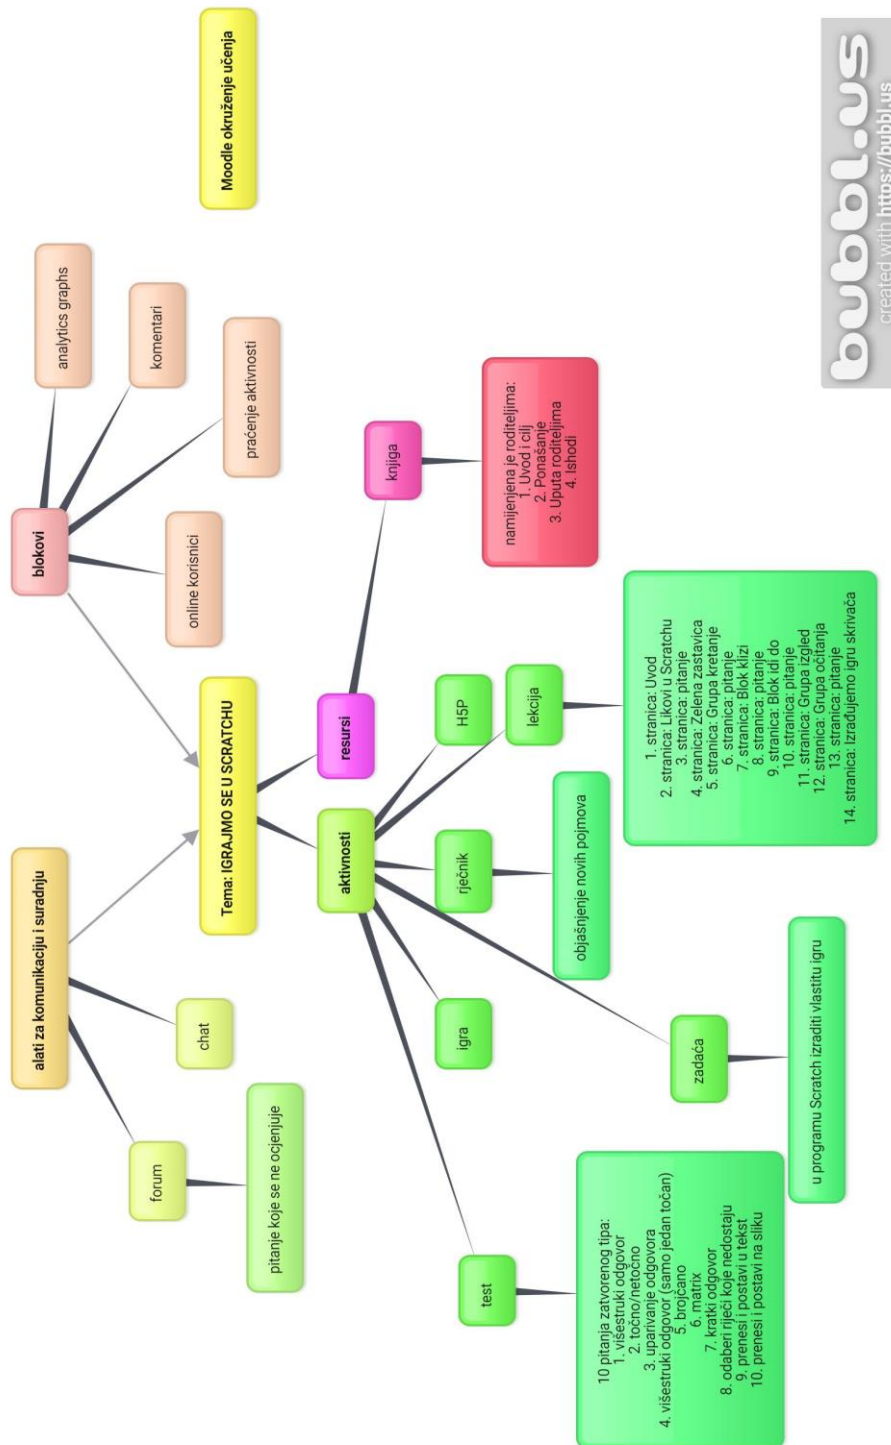 Moodle okruženje učenja
alati za komunikaciju i suradnju
forum
pitanje koje se ne ocjenjuje
chat
blokovi
online korisnici
praćenje aktivnosti
komentari
analytics graphs
Tema: IGRAJMO SE U SCRATCHU
aktivnosti
resursi
knjiga
namijenjena je roditeljima:
1. Uvod i cilj
2. Ponašanje
3. Uputa roditeljima
4. Ishodi
test
10 pitanja zatvorenog tipa:
1. višestruki odgovor
2. točno/netočno
3. uparivanje odgovora
4. višestruki odgovor (samo jedan točan)
5. brojčano
6. matrix
7. kratki odgovor
8. odaberi riječi koje nedostaju
9. prenesi i postavi u tekst
10. prenesi i postavi na sliku
igra
zadaća
u programu Scratch izraditi vlastitu igru
rječnik
objašnjenje novih pojmova
H5P
lekcija
1. stranica: Uvod
2. stranica: Likovi u Scratchu
3. stranica: pitanje
4. stranica: Zelena zastavica
5. stranica: Grupa kretanje
6. stranica: pitanje
7. stranica: Blok klizi
8. stranica: pitanje
9. stranica: Blok idi do
10. stranica: pitanje
11. stranica: Grupa izgled
12. stranica: Grupa očitanja
13. stranica: pitanje
14. stranica: Izrađujemo igru skrivača
bubbl.us
created with https://bubbl.us